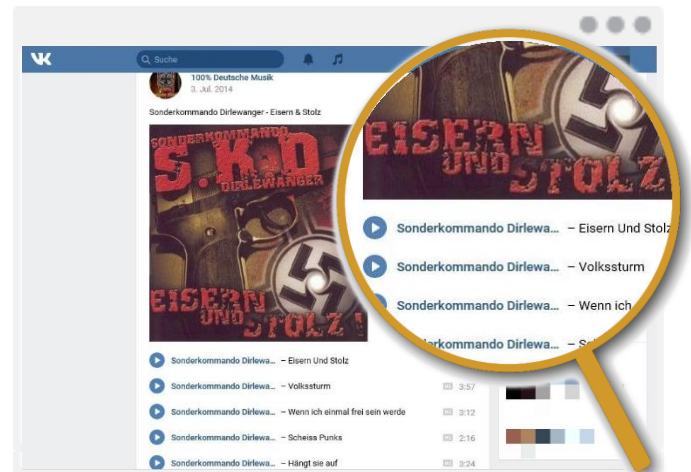 Suche
100% Deutsche Musik
3. Jul. 2014
Sonderkommando Dirlewanger - Eisern & Stolz
SONDERKOMMANDO
S.K.D
DIRLEWANGER
EISERN
UND
STOLZ !
Sonderkommando Dirlewa... – Eisern Und Stolz
Sonderkommando Dirlewa... – Volkssturm 3:57
Sonderkommando Dirlewa... – Wenn ich einmal frei sein werde 3:12
Sonderkommando Dirlewa... – Scheiss Punks 2:16
Sonderkommando Dirlewa... – Hängt sie auf 3:24
EISERN
UND
STOLZ
Sonderkommando Dirlewa... – Eisern Und Stolz
Sonderkommando Dirlewa... – Volkssturm
Sonderkommando Dirlewa... – Wenn ich
Dirlewa...